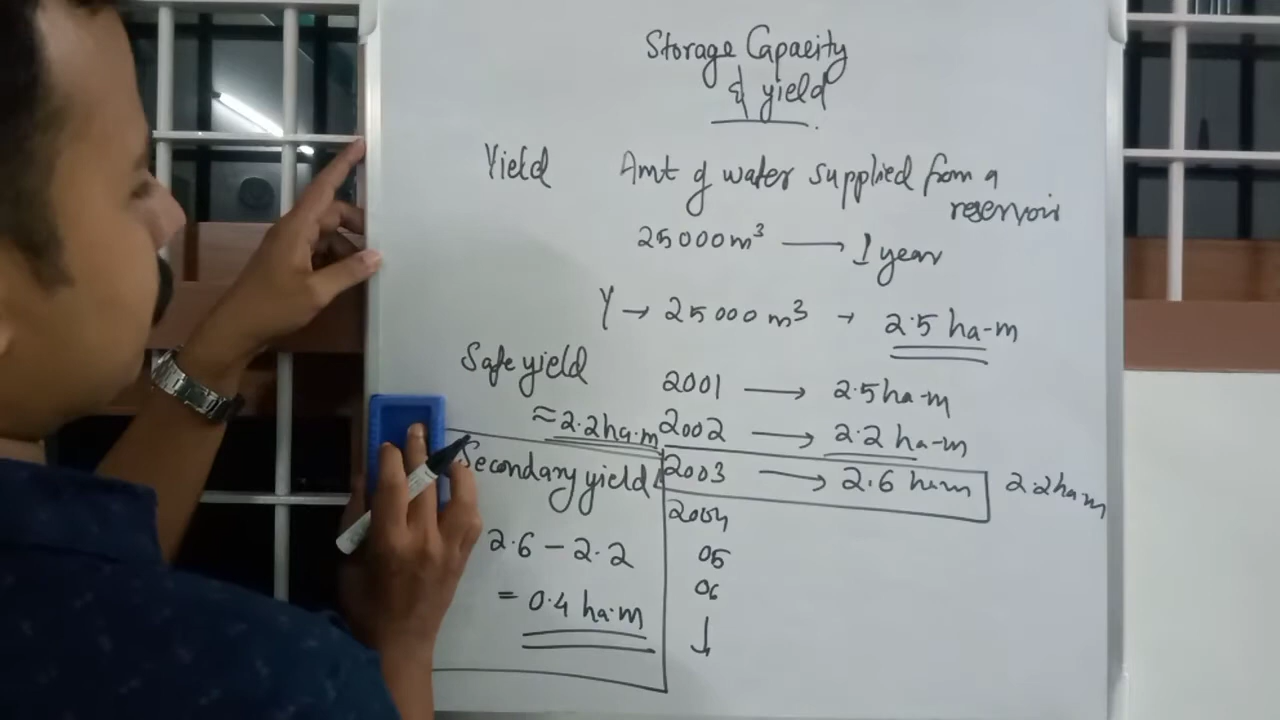 Storage Capacity
& yield
Yield Amt of water supplied from a
reservoir
25000 m³ → 1 year
Y → 25000 m³ → 2.5 ha-m
Safe yield 2001 → 2.5 ha-m
≈ 2.2 ha.m 2002 → 2.2 ha-m
Secondary yield 2003 → 2.6 ha.m 2.2 ha m
2004
2.6 - 2.2 05
06
= 0.4 ha.m ↓